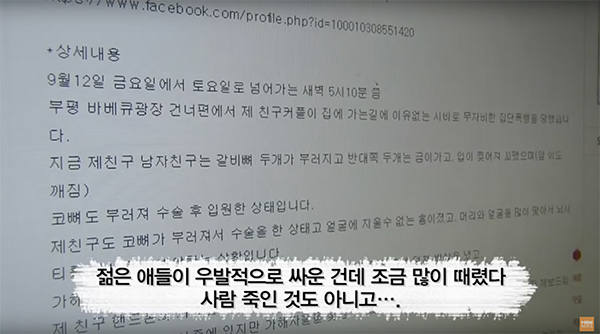 www.facebook.com/profile.php?id=100010308551420
*상세내용
9월12일 금요일에서 토요일로 넘어가는 새벽 5시10분 쯤
부평 바베큐광장 건너편에서 제 친구커플이 집에 가는길에 이유없는 시비로 무자비한 집단폭행을 당했습니
다.
지금 제친구 남자친구는 갈비뼈 두개가 부러지고 반대쪽 두개는 금이가고, 입이 찢어져 꼬맸으며(앞 이도
깨짐)
코뼈도 부러져 수술 후 입원한 상태입니다.
제친구도 코뼈가 부러져서 수술을 한 상태고 얼굴에 지울수 없는 흉이졌고, 머리와 얼굴을 많이 맞아서 뇌시
젊은 애들이 우발적으로 싸운 건데 조금 많이 때렸다
사람 죽인 것도 아니고….